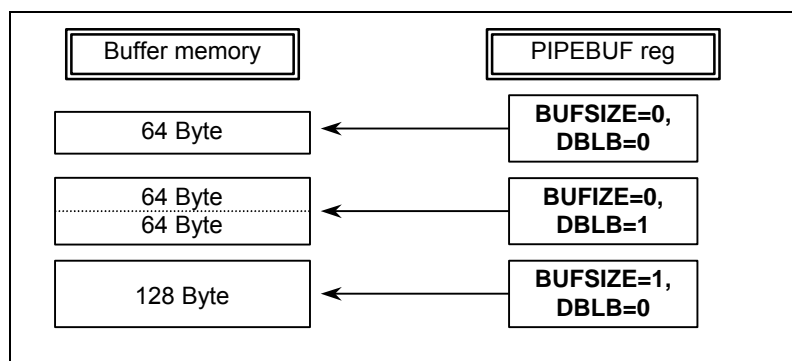 Buffer memory
PIPEBUF reg
64 Byte
BUFSIZE=0,
DBLB=0
64 Byte
64 Byte
BUFIZE=0,
DBLB=1
128 Byte
BUFSIZE=1,
DBLB=0